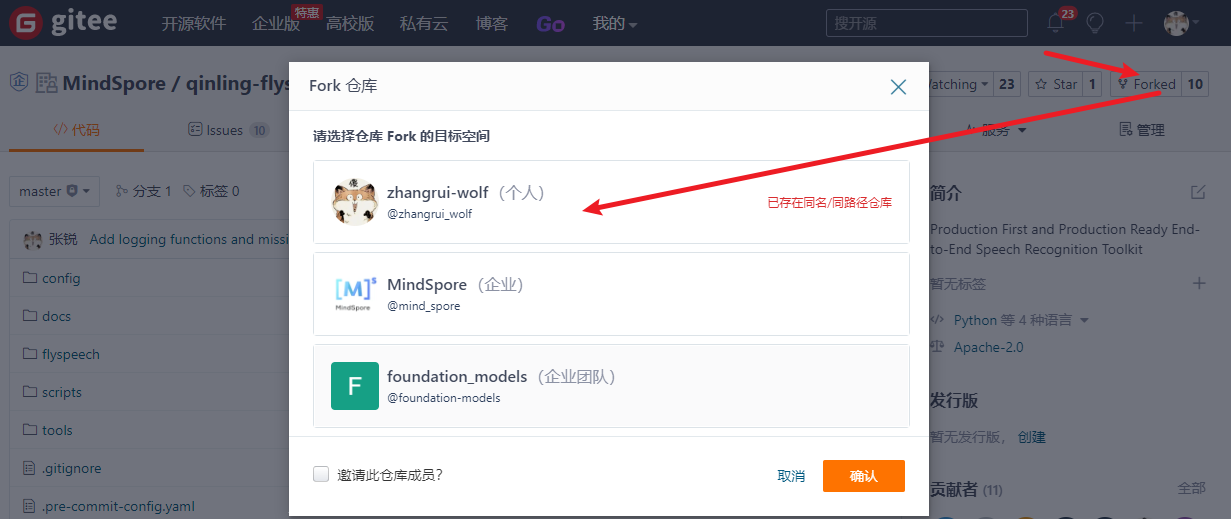 gitee
开源软件
企业版
特惠
高校版
私有云
博客
Go
我的
搜开源
23
MindSpore / qinling-flys
Watching
23
Star
1
Forked
10
代码
Issues
10
服务
管理
master
分支 1
标签 0
张锐
Add logging functions and missi
config
docs
flyspeech
scripts
tools
.gitignore
.pre-commit-config.yaml
Fork 仓库
请选择仓库 Fork 的目标空间
zhangrui-wolf（个人）
@zhangrui_wolf
已存在同名/同路径仓库
MindSpore（企业）
@mind_spore
[M]s
MindSpore
F
foundation_models（企业团队）
@foundation-models
邀请此仓库成员?
取消
确认
简介
Production First and Production Ready End-
to-End Speech Recognition Toolkit
暂无标签
Python 等 4 种语言
Apache-2.0
发行版
暂无发行版，
创建
贡献者 (11)
全部